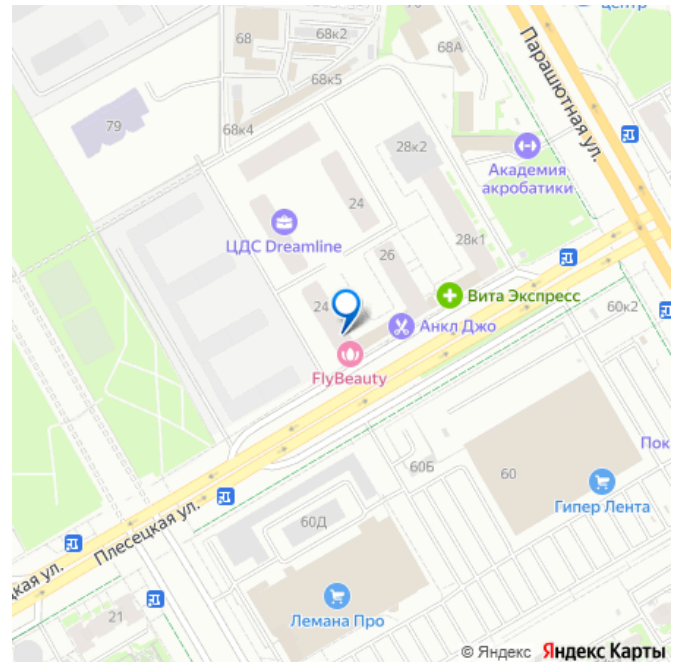 центр
68
68к2
68А
68к5
Парашютная ул.
79
68к4
28к2
Академия
акробатики
24
ЦДС Dreamline
28к1
26
Вита Экспресс
24
60к2
Анкл Джо
FlyBeauty
Пок
60Б
60
Гипер Лента
Плесецкая ул.
60Д
цкая ул.
21
Лемана Про
© Яндекс Яндекс Карты